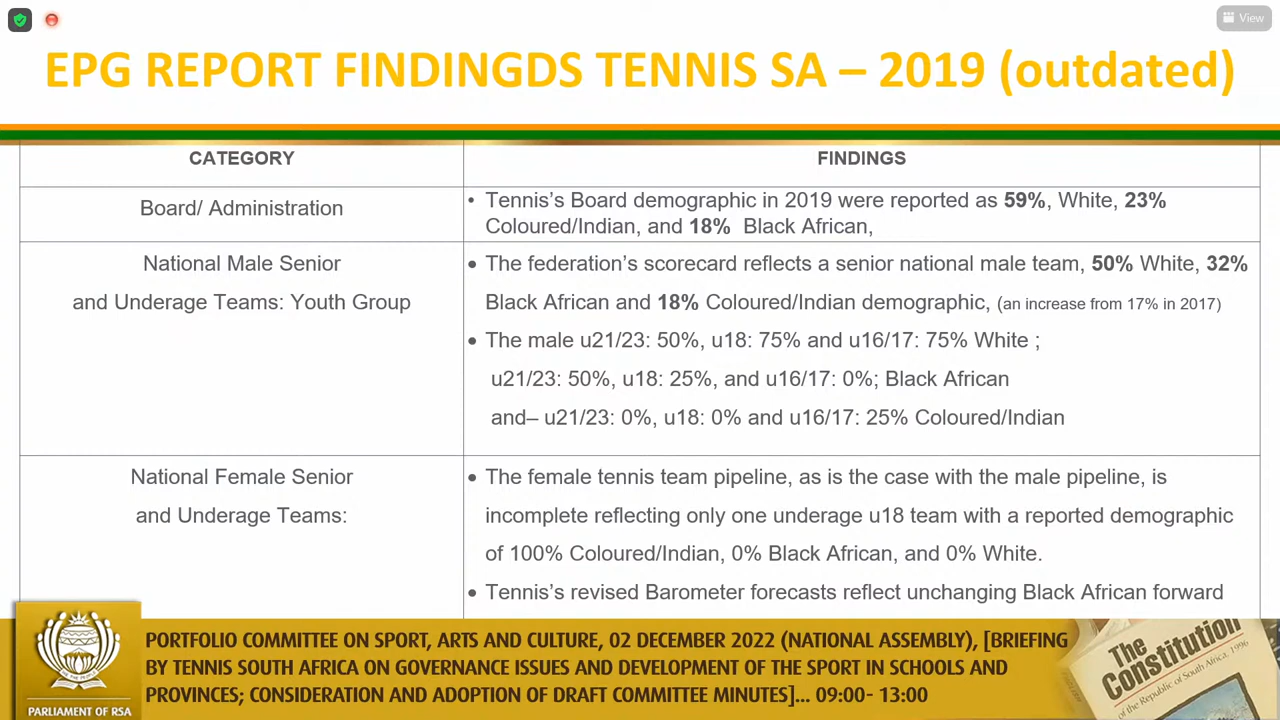 View
EPG REPORT FINDINGDS TENNIS SA – 2019 (outdated)
CATEGORY
FINDINGS
Board/ Administration
• Tennis’s Board demographic in 2019 were reported as 59%, White, 23%
Coloured/Indian, and 18% Black African,
National Male Senior
and Underage Teams: Youth Group
• The federation’s scorecard reflects a senior national male team, 50% White, 32%
Black African and 18% Coloured/Indian demographic, (an increase from 17% in 2017)
• The male u21/23: 50%, u18: 75% and u16/17: 75% White ;
u21/23: 50%, u18: 25%, and u16/17: 0%; Black African
and– u21/23: 0%, u18: 0% and u16/17: 25% Coloured/Indian
National Female Senior
and Underage Teams:
• The female tennis team pipeline, as is the case with the male pipeline, is
incomplete reflecting only one underage u18 team with a reported demographic
of 100% Coloured/Indian, 0% Black African, and 0% White.
• Tennis’s revised Barometer forecasts reflect unchanging Black African forward
PORTFOLIO COMMITTEE ON SPORT, ARTS AND CULTURE, 02 DECEMBER 2022 (NATIONAL ASSEMBLY), [BRIEFING
BY TENNIS SOUTH AFRICA ON GOVERNANCE ISSUES AND DEVELOPMENT OF THE SPORT IN SCHOOLS AND
PROVINCES; CONSIDERATION AND ADOPTION OF DRAFT COMMITTEE MINUTES]... 09:00- 13:00
PARLIAMENT OF RSA
The
Constitution
of the Republic of South Africa, 1996